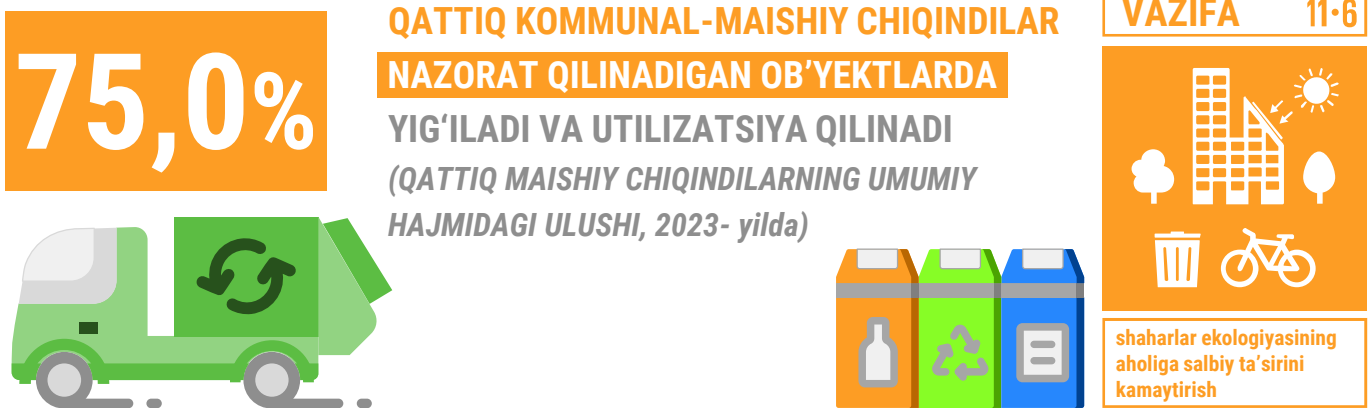 75,0%
QATTIQ KOMMUNAL-MAISHIY CHIQINDILAR
NAZORAT QILINADIGAN OB’YEKTLARDA
YIG‘ILADI VA UTILIZATSIYA QILINADI
(QATTIQ MAISHIY CHIQINDILARNING UMUMIY
HAJMIDAGI ULUSHI, 2023- yilda)
VAZIFA 11•6
shaharlar ekologiyasining
aholiga salbiy ta’sirini
kamaytirish